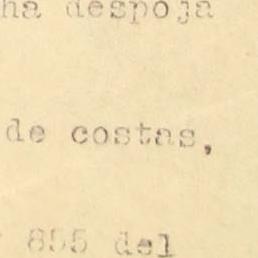 ha despoja
de costas,
855 del